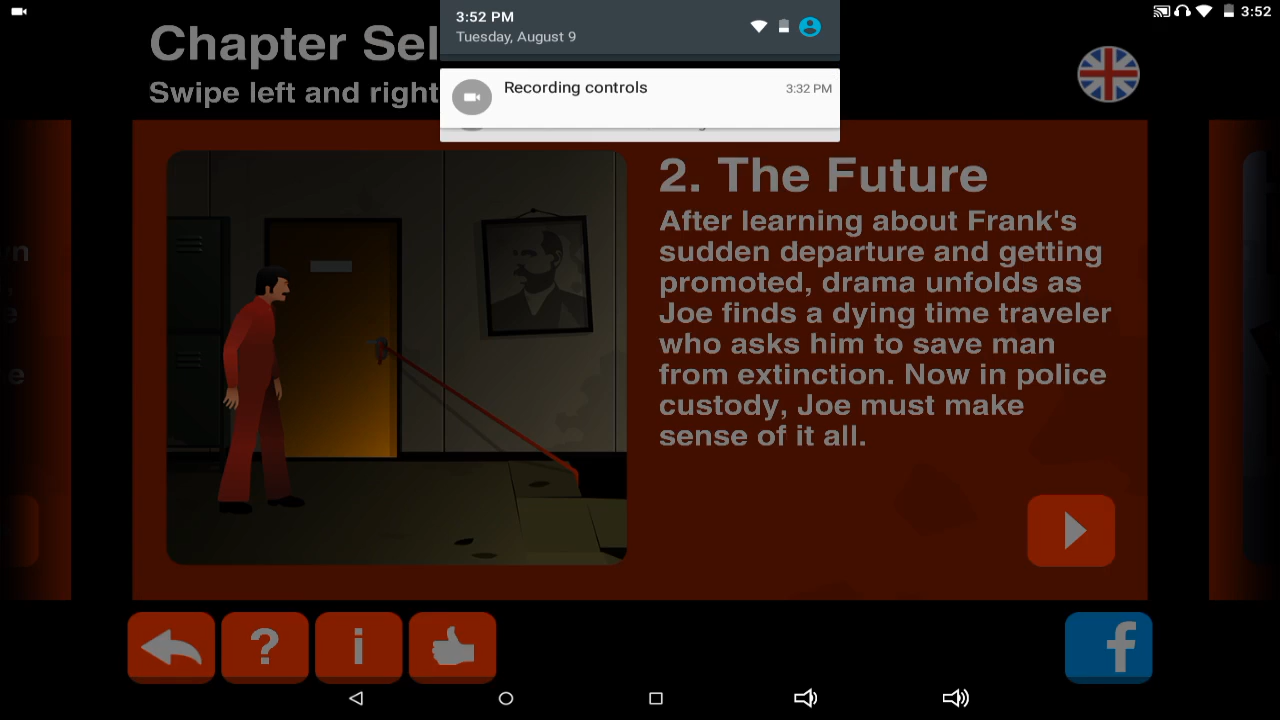 3:52
3:52 PM
Tuesday, August 9
Recording controls
3:32 PM
Chapter Sel
Swipe left and right
2. The Future
After learning about Frank's
sudden departure and getting
promoted, drama unfolds as
Joe finds a dying time traveler
who asks him to save man
from extinction. Now in police
custody, Joe must make
sense of it all.
?
i
f